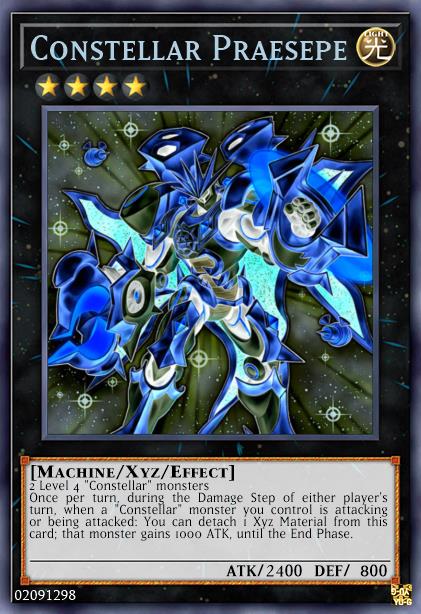 CONSTELLAR PRAESEPE
LIGHT
光
[MACHINE/XYZ/EFFECT]
2 Level 4 "Constellar" monsters
Once per turn, during the Damage Step of either player's
turn, when a "Constellar" monster you control is attacking
or being attacked: You can detach 1 Xyz Material from this
card; that monster gains 1000 ATK, until the End Phase.
ATK/2400 DEF/ 800
02091298